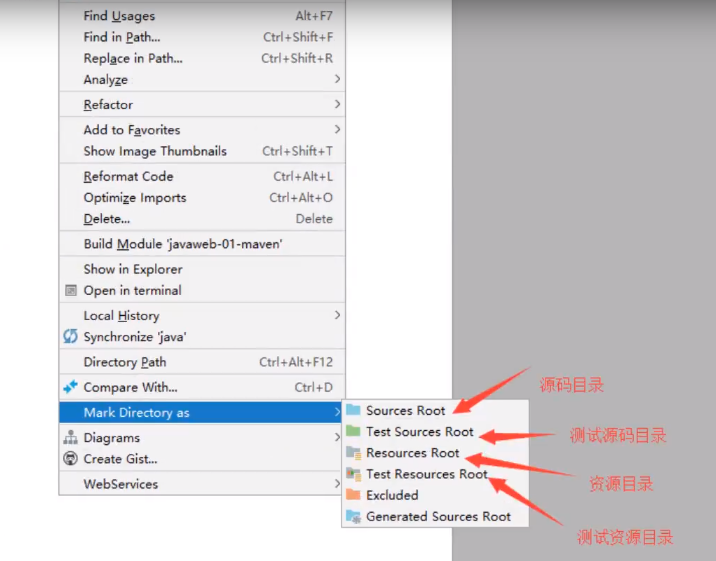 Find Usages Alt+F7
Find in Path... Ctrl+Shift+F
Replace in Path... Ctrl+Shift+R
Analyze
Refactor
Add to Favorites
Show Image Thumbnails Ctrl+Shift+T
Reformat Code Ctrl+Alt+L
Optimize Imports Ctrl+Alt+O
Delete... Delete
Build Module 'javaweb-01-maven'
Show in Explorer
Open in terminal
Local History
Synchronize 'java'
Directory Path Ctrl+Alt+F12
Compare With... Ctrl+D
Mark Directory as
Diagrams
Create Gist...
WebServices
Sources Root 源码目录
Test Sources Root 测试源码目录
Resources Root 资源目录
Test Resources Root 测试资源目录
Excluded
Generated Sources Root